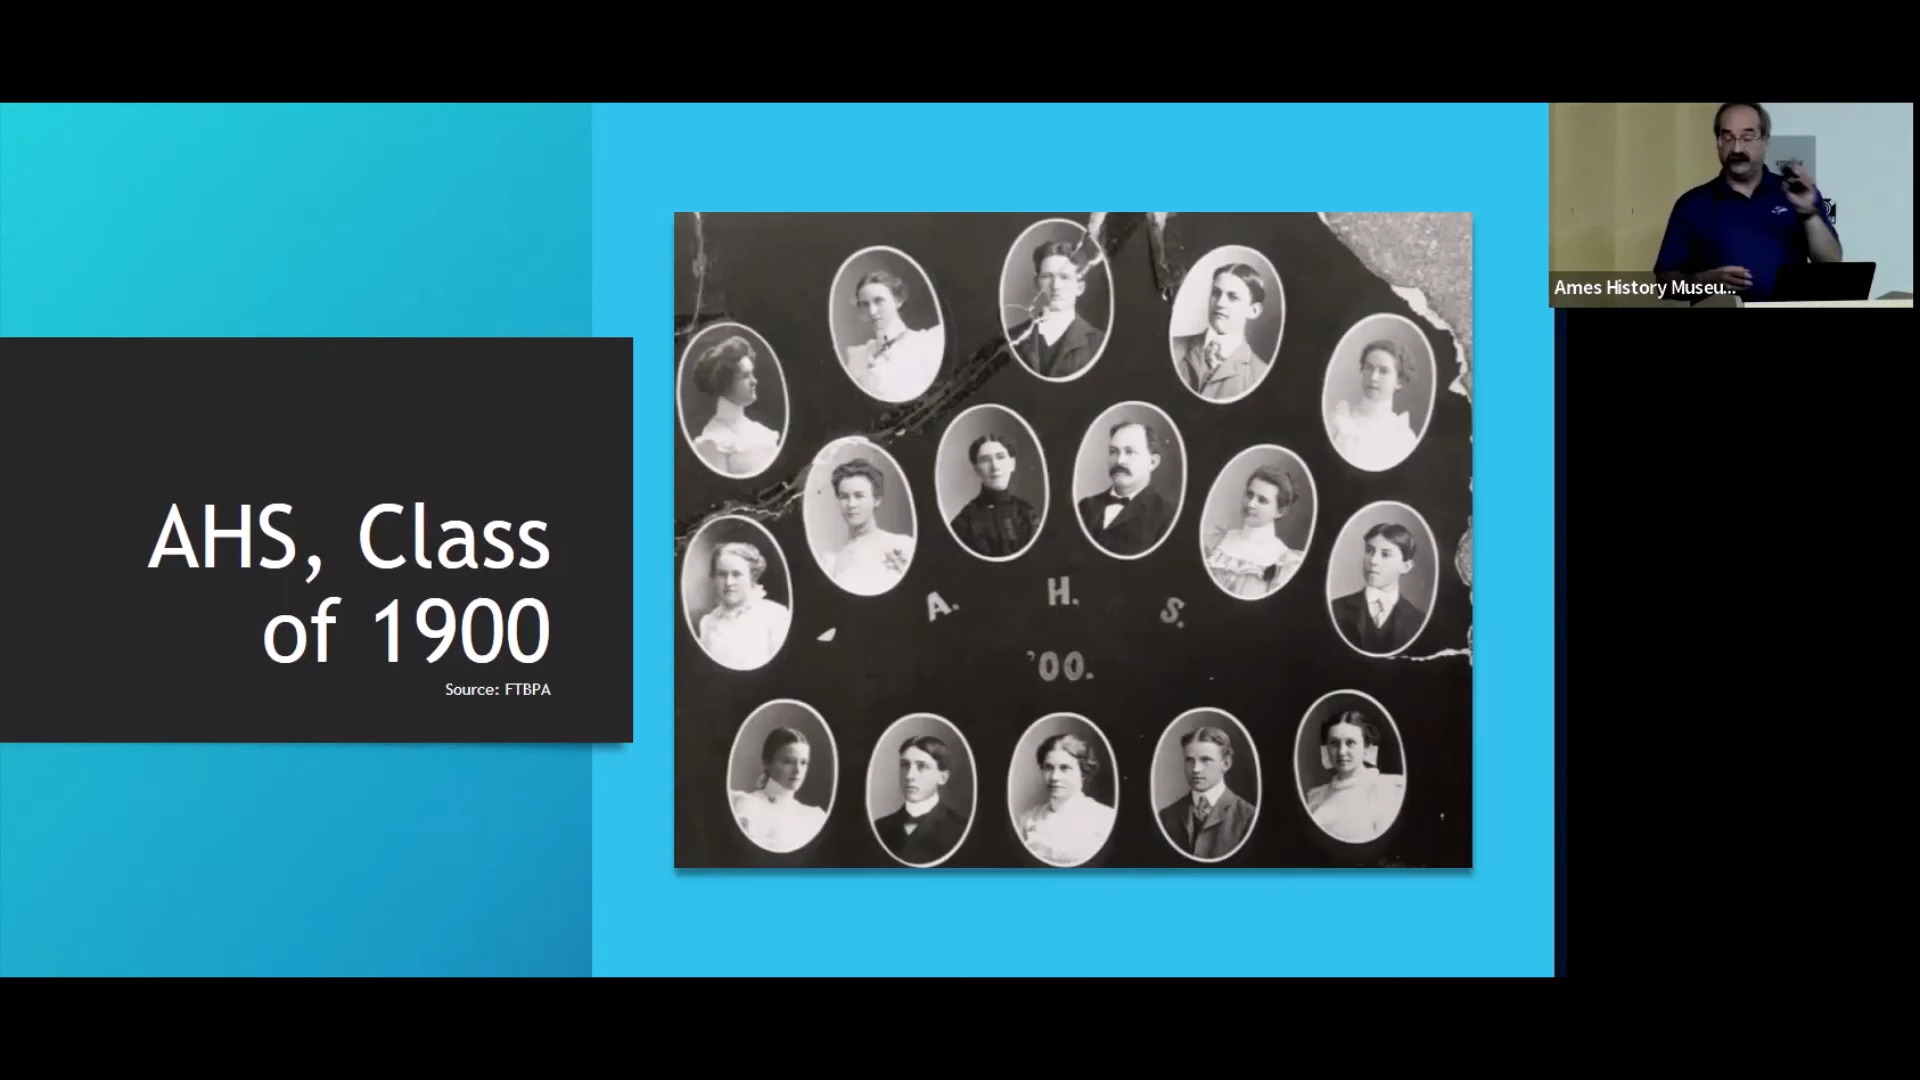 AHS, Class
of 1900
Source: FTBPA
A. H. S.
'00.
Ames History Museu...